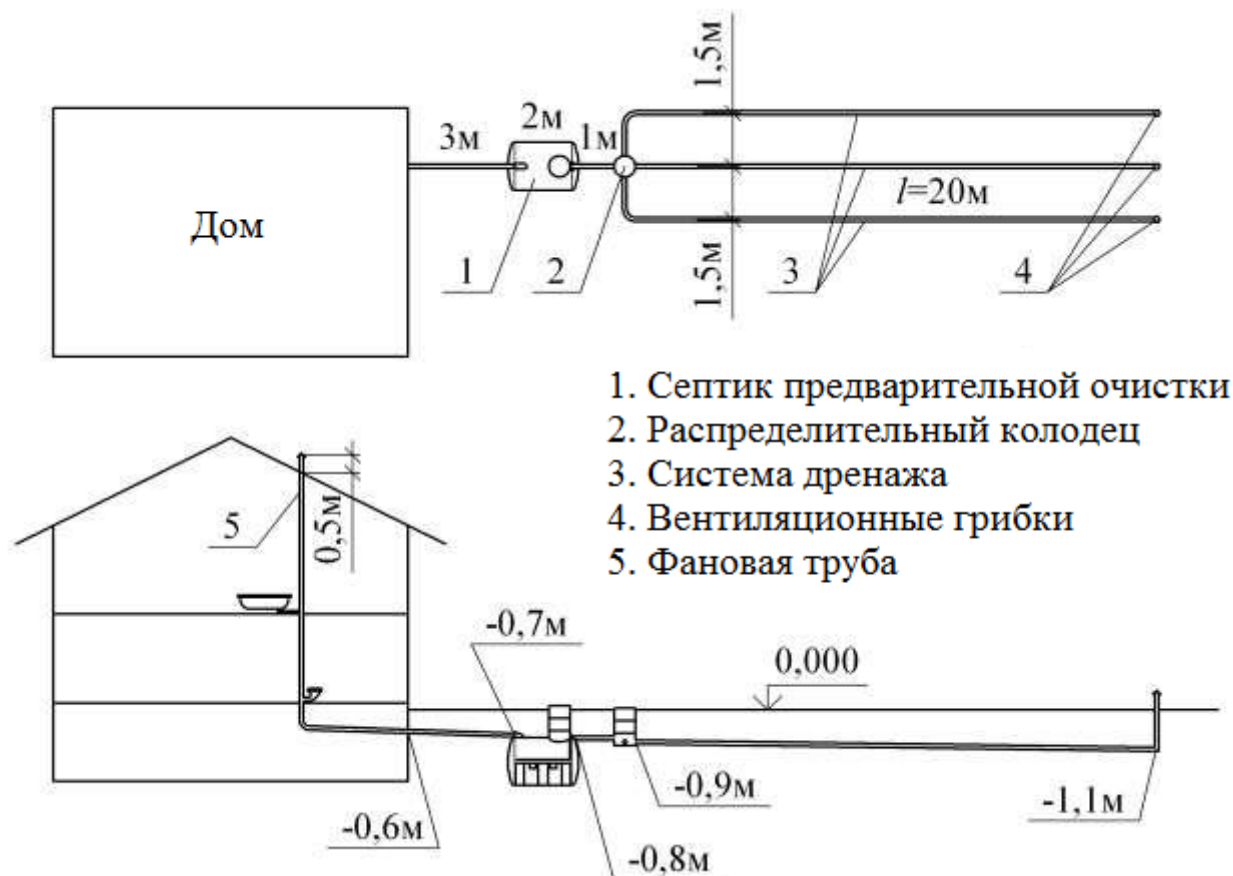 1,5м
2м
3м
1м
Дом
l=20м
1
2
1,5м
3
4
1. Септик предварительной очистки
2. Распределительный колодец
3. Система дренажа
4. Вентиляционные грибки
5. Фановая труба
5
0,5м
-0,7м
0,000
-0,6м
-0,9м
-1,1м
-0,8м